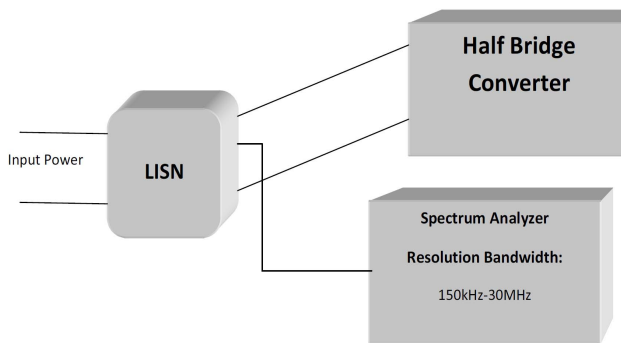 Half Bridge
Converter
Input Power
LISN
Spectrum Analyzer
Resolution Bandwidth:
150kHz-30MHz